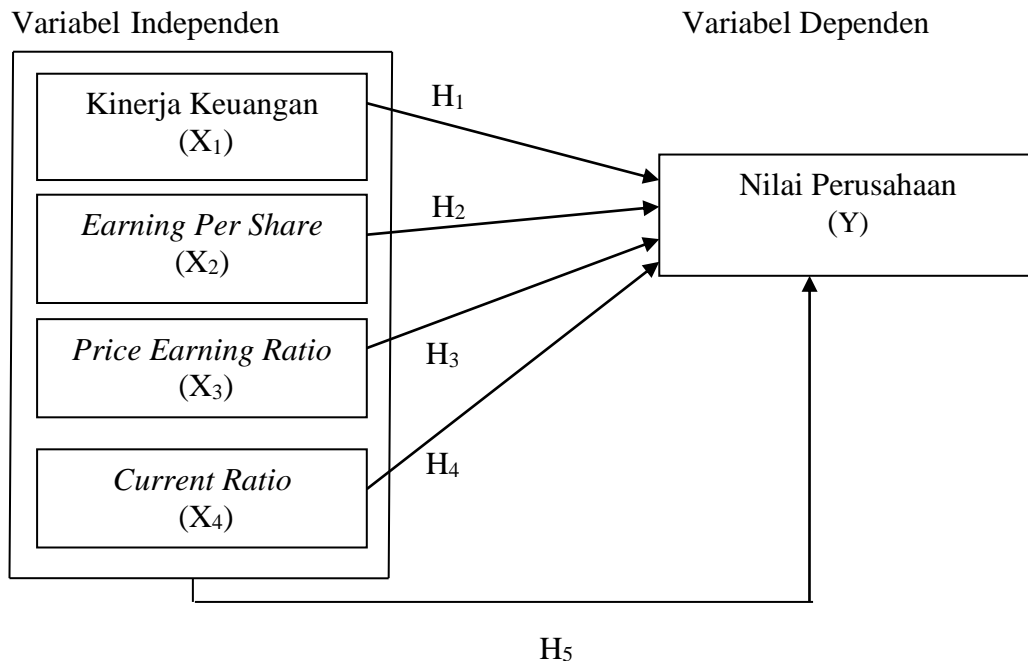 Variabel Independen
Variabel Dependen
Kinerja Keuangan
(X₁)
H₁
Earning Per Share
(X₂)
H₂
Nilai Perusahaan
(Y)
Price Earning Ratio
(X₃)
H₃
Current Ratio
(X₄)
H₄
H₅